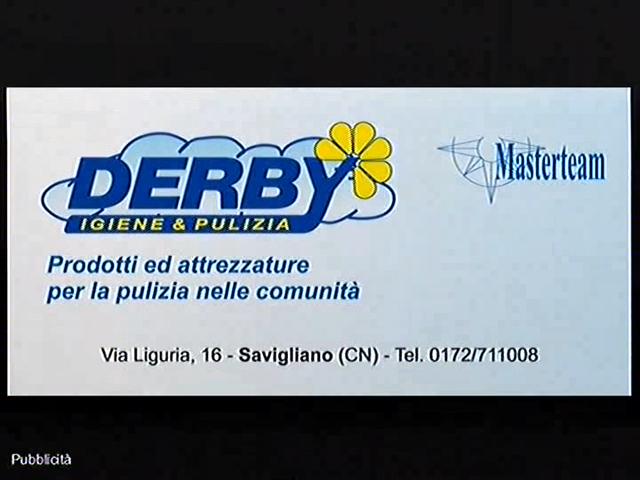 DERBY
IGIENE & PULIZIA
Masterteam
Prodotti ed attrezzature
per la pulizia nelle comunità
Via Liguria, 16 - Savigliano (CN) - Tel. 0172/711008
Pubblicità